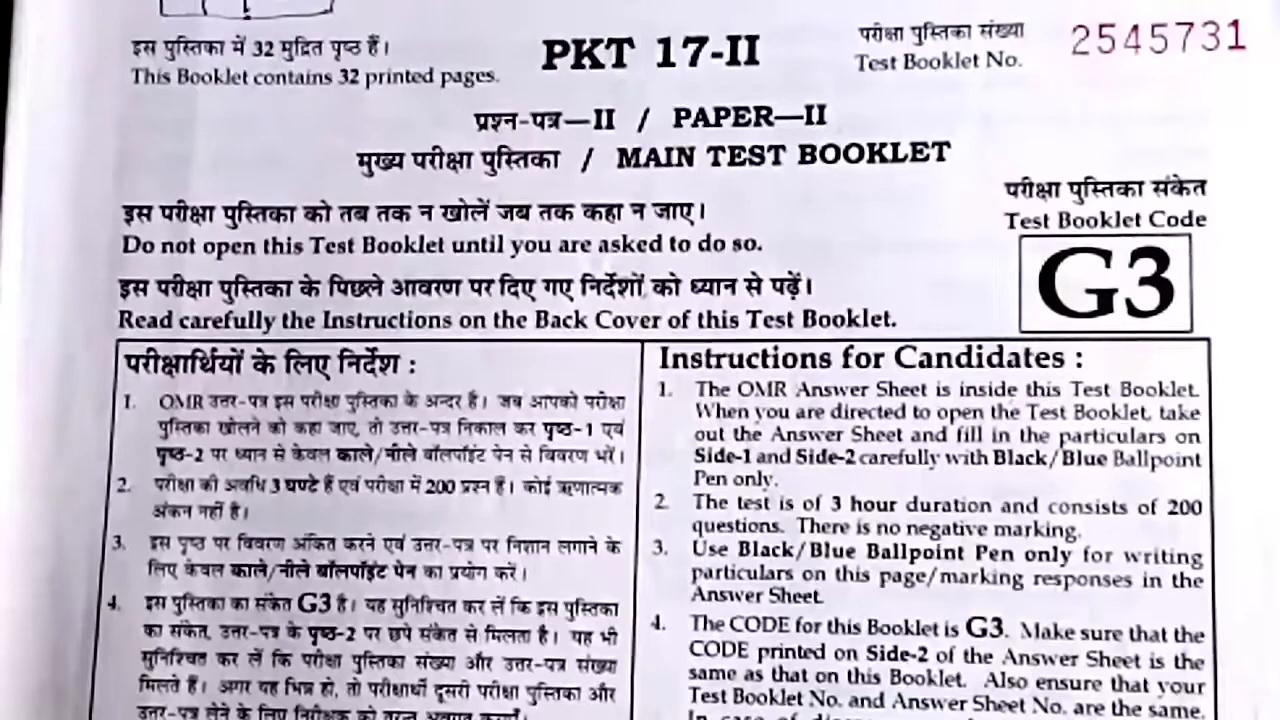 इस पुस्तिका में 32 मुद्रित पृष्ठ हैं।
This Booklet contains 32 printed pages.
PKT 17-II
परीक्षा पुस्तिका संख्या
Test Booklet No.
2545731
प्रश्न-पत्र—II / PAPER—II
मुख्य परीक्षा पुस्तिका / MAIN TEST BOOKLET
परीक्षा पुस्तिका संकेत
Test Booklet Code
G3
इस परीक्षा पुस्तिका को तब तक न खोलें जब तक कहा न जाए।
Do not open this Test Booklet until you are asked to do so.
इस परीक्षा पुस्तिका के पिछले आवरण पर दिए गए निर्देशों को ध्यान से पढ़ें।
Read carefully the Instructions on the Back Cover of this Test Booklet.
परीक्षार्थियों के लिए निर्देश :
1. OMR उत्तर-पत्र इस परीक्षा पुस्तिका के अन्दर है। जब आपको परीक्षा
पुस्तिका खोलने को कहा जाए, तो उत्तर-पत्र निकाल कर पृष्ठ-1 एवं
पृष्ठ-2 पर ध्यान से केवल काले/नीले बॉलपॉइंट पेन से विवरण भरें।
2. परीक्षा की अवधि 3 घण्टे है एवं परीक्षा में 200 प्रश्न हैं। कोई ऋणात्मक
अंकन नहीं है।
3. इस पृष्ठ पर विवरण अंकित करने एवं उत्तर-पत्र पर निशान लगाने के
लिए केवल काले/नीले बॉलपॉइंट पेन का प्रयोग करें।
4. इस पुस्तिका का संकेत G3 है। यह सुनिश्चित कर लें कि इस पुस्तिका
का संकेत, उत्तर-पत्र के पृष्ठ-2 पर छपे संकेत से मिलता है। यह भी
सुनिश्चित कर लें कि परीक्षा पुस्तिका संख्या और उत्तर-पत्र संख्या
मिलते हैं। अगर यह भिन्न हो, तो परीक्षार्थी दूसरी परीक्षा पुस्तिका और
उत्तर-पत्र लेने के लिए निरीक्षक को तुरन्त अवगत कराएँ।
Instructions for Candidates :
1. The OMR Answer Sheet is inside this Test Booklet.
When you are directed to open the Test Booklet, take
out the Answer Sheet and fill in the particulars on
Side-1 and Side-2 carefully with Black/Blue Ballpoint
Pen only.
2. The test is of 3 hour duration and consists of 200
questions. There is no negative marking.
3. Use Black/Blue Ballpoint Pen only for writing
particulars on this page/marking responses in the
Answer Sheet.
4. The CODE for this Booklet is G3. Make sure that the
CODE printed on Side-2 of the Answer Sheet is the
same as that on this Booklet. Also ensure that your
Test Booklet No. and Answer Sheet No. are the same.